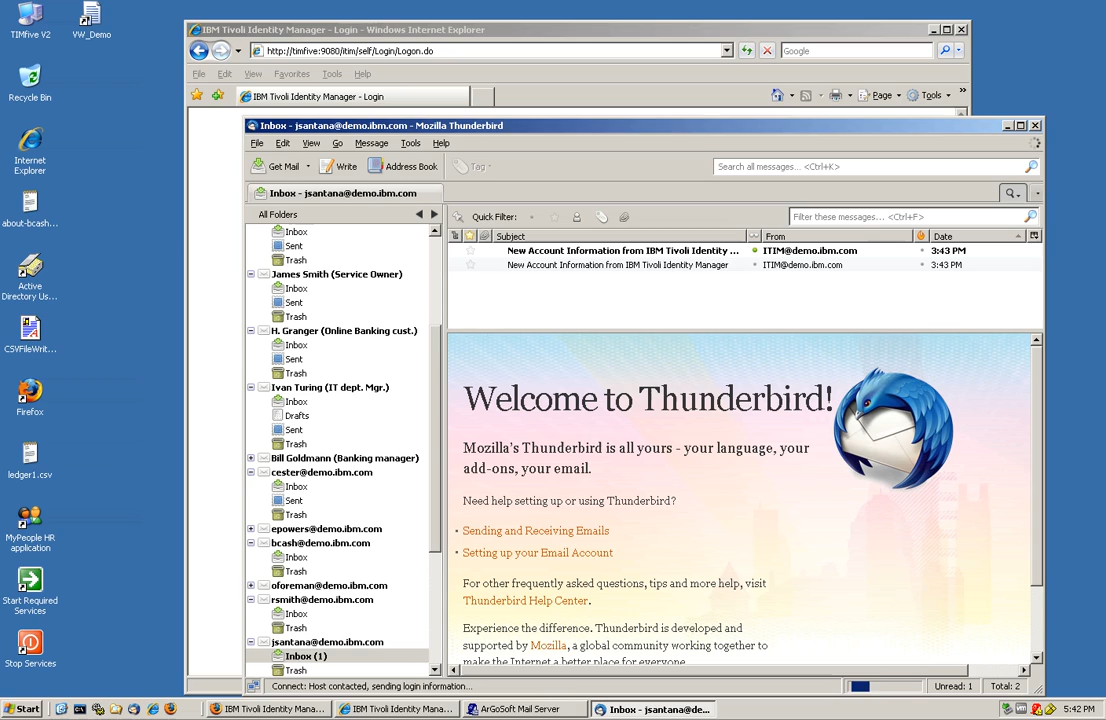 TIMfive V2
VW_Demo
Recycle Bin
Internet
Explorer
about-bcash...
Active
Directory Us...
CSVFileWrit...
Firefox
ledger1.csv
MyPeople HR
application
Start Required
Services
Stop Services
IBM Tivoli Identity Manager - Login - Windows Internet Explorer
http://timfive:9080/itim/self/Login/Logon.do
Google
File Edit View Favorites Tools Help
IBM Tivoli Identity Manager - Login
Page Tools »
Inbox - jsantana@demo.ibm.com - Mozilla Thunderbird
File Edit View Go Message Tools Help
Get Mail Write Address Book Tag
Search all messages... <Ctrl+K>
Inbox - jsantana@demo.ibm.com
All Folders
Inbox
Sent
Trash
James Smith (Service Owner)
Inbox
Sent
Trash
H. Granger (Online Banking cust.)
Inbox
Sent
Trash
Ivan Turing (IT dept. Mgr.)
Inbox
Drafts
Sent
Trash
Bill Goldmann (Banking manager)
cester@demo.ibm.com
Inbox
Sent
Trash
epowers@demo.ibm.com
bcash@demo.ibm.com
Inbox
Trash
oforeman@demo.ibm.com
rsmith@demo.ibm.com
Inbox
Trash
jsantana@demo.ibm.com
Inbox (1)
Trash
Quick Filter:
Filter these messages... <Ctrl+F>
Subject From Date
New Account Information from IBM Tivoli Identity ... ITIM@demo.ibm.com 3:43 PM
New Account Information from IBM Tivoli Identity Manager ITIM@demo.ibm.com 3:43 PM
Welcome to Thunderbird!
Mozilla's Thunderbird is all yours - your language, your
add-ons, your email.
Need help setting up or using Thunderbird?
• Sending and Receiving Emails
• Setting up your Email Account
For other frequently asked questions, tips and more help, visit
Thunderbird Help Center.
Experience the difference. Thunderbird is developed and
supported by Mozilla, a global community working together to
make the Internet a better place for everyone.
Connect: Host contacted, sending login information...
Unread: 1 Total: 2
Start
IBM Tivoli Identity Mana...
IBM Tivoli Identity Mana...
ArGoSoft Mail Server
Inbox - jsantana@de...
5:42 PM